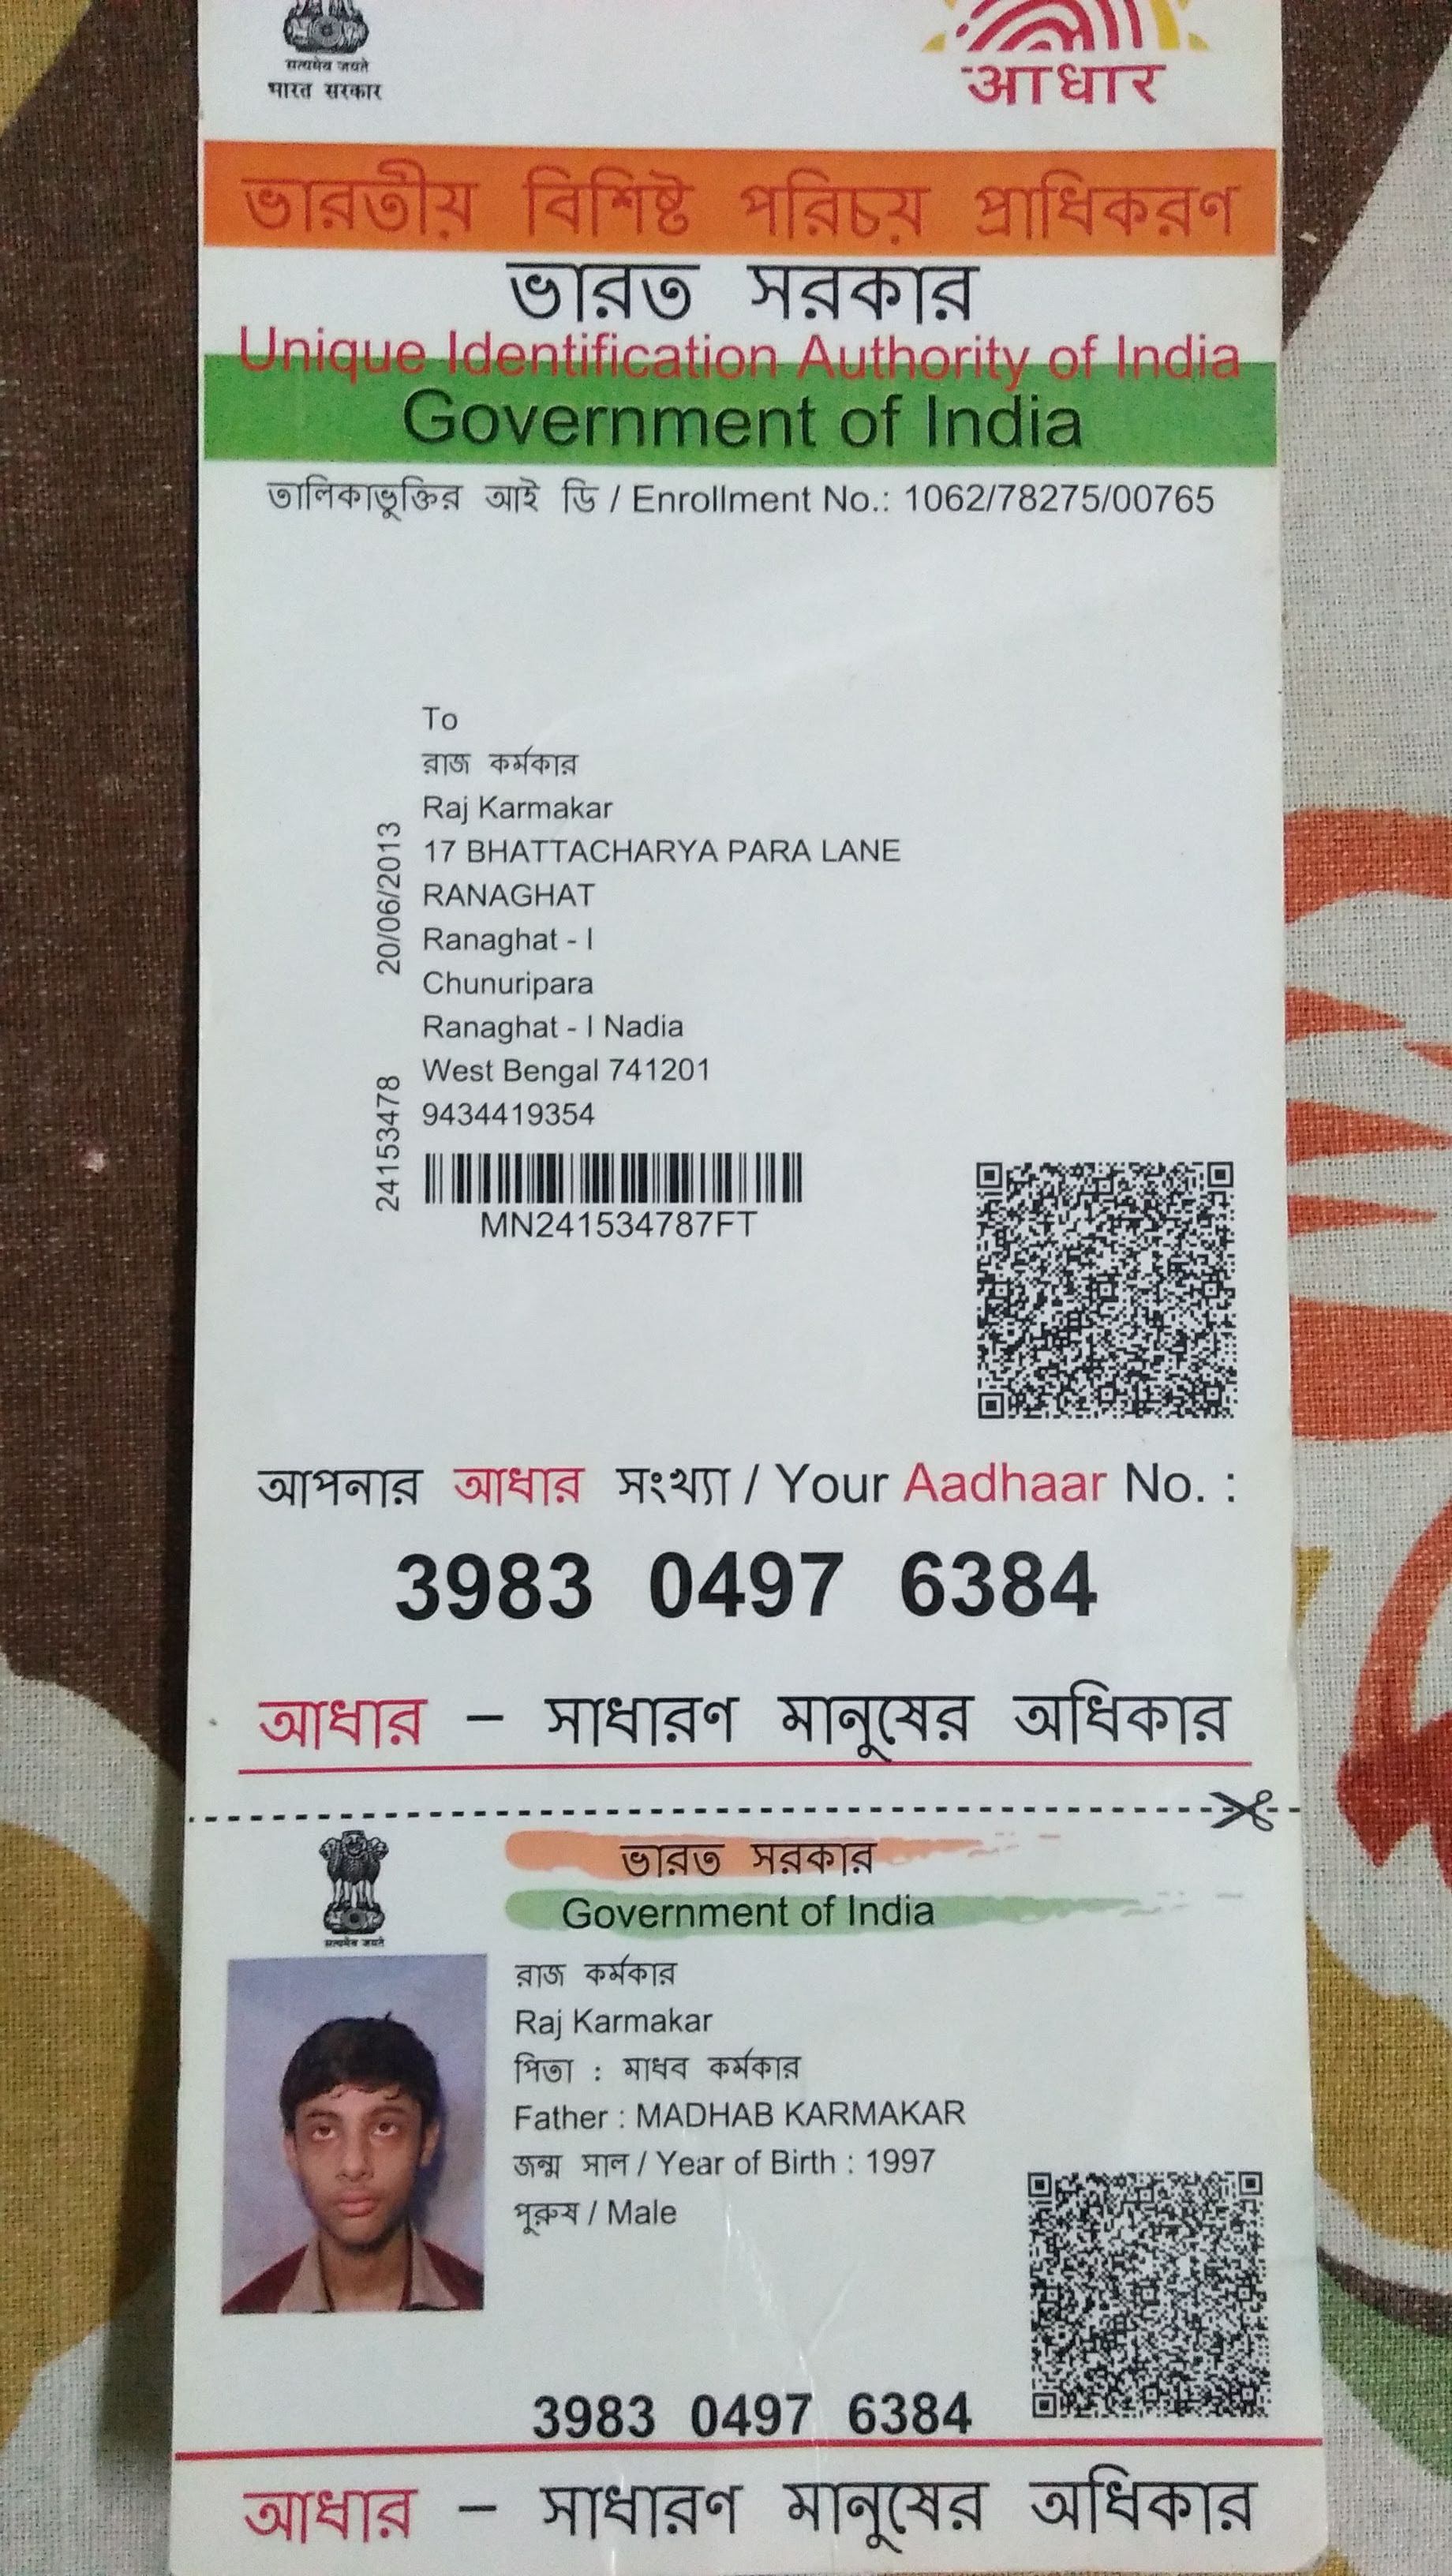 सत्यमेव जयते
भारत सरकार
आधार
ভারতীয় বিশিষ্ট পরিচয় প্রাধিকরণ
ভারত সরকার
Unique Identification Authority of India
Government of India
তালিকাভুক্তির আই ডি / Enrollment No.: 1062/78275/00765
To
রাজ কর্মকার
Raj Karmakar
17 BHATTACHARYA PARA LANE
RANAGHAT
Ranaghat - I
Chunuripara
Ranaghat - I Nadia
West Bengal 741201
9434419354
24153478 20/06/2013
MN241534787FT
আপনার আধার সংখ্যা / Your Aadhaar No. :
3983 0497 6384
আধার – সাধারণ মানুষের অধিকার
ভারত সরকার
Government of India
सत्यमेव जयते
রাজ কর্মকার
Raj Karmakar
পিতা : মাধব কর্মকার
Father : MADHAB KARMAKAR
জন্ম সাল / Year of Birth : 1997
পুরুষ / Male
3983 0497 6384
আধার – সাধারণ মানুষের অধিকার